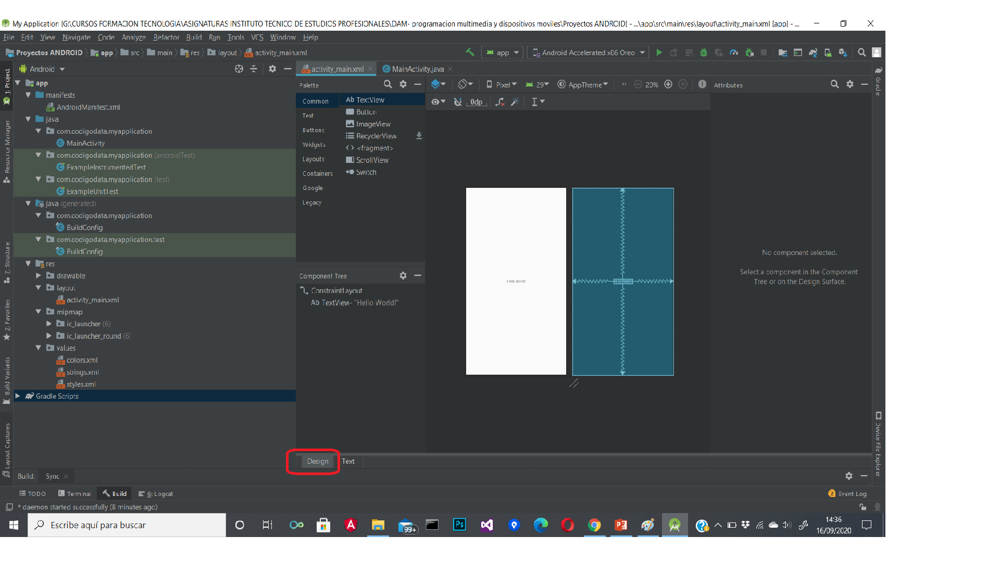 My Application [G:\CURSOS FORMACION TECNOLOGIA\ASIGNATURAS INSTITUTO TECNICO DE ESTUDIOS PROFESIONALES\DAM- programacion multimedia y dispositivos moviles\Proyectos ANDROID] - ...\app\src\main\res\layout\activity_main.xml [app] - ...
File Edit View Navigate Code Analyze Refactor Build Run Tools VCS Window Help
Proyectos ANDROID app src main res layout activity_main.xml
app
Android Accelerated x86 Oreo
Android
activity_main.xml
MainActivity.java
1: Project
Resource Manager
7: Structure
2: Favorites
Build Variants
Layout Captures
app
manifests
AndroidManifest.xml
java
com.codigodata.myapplication
MainActivity
com.codigodata.myapplication (androidTest)
ExampleInstrumentedTest
com.codigodata.myapplication (test)
ExampleUnitTest
java (generated)
com.codigodata.myapplication
BuildConfig
com.codigodata.myapplication.test
BuildConfig
res
drawable
layout
activity_main.xml
mipmap
ic_launcher (6)
ic_launcher_round (6)
values
colors.xml
strings.xml
styles.xml
Gradle Scripts
Palette
Common
Text
Buttons
Widgets
Layouts
Containers
Google
Legacy
Ab TextView
Button
ImageView
RecyclerView
<fragment>
ScrollView
Switch
Component Tree
ConstraintLayout
Ab TextView- "Hello World!"
Pixel
29
AppTheme
»
20%
0dp
Hello World!
Hello World!
Attributes
No component selected.
Select a component in the Component
Tree or on the Design Surface.
Gradle
Device File Explorer
Design
Text
Build:
Sync
TODO
Terminal
Build
6: Logcat
2 Event Log
* daemon started successfully (8 minutes ago)
Escribe aquí para buscar
99+
Ps
14:36
16/09/2020